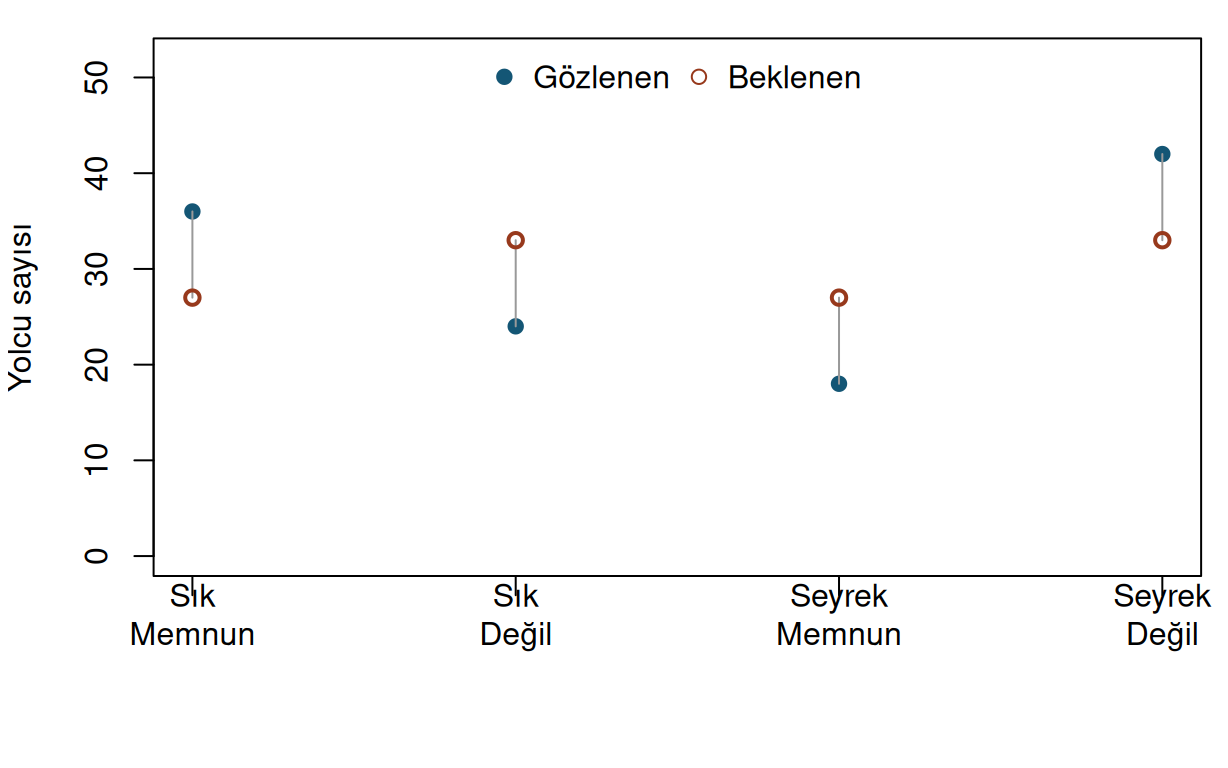 Gözlenen Beklenen
50
40
30
20
10
0
Yolcu sayısı
Sık
Memnun
Sık
Değil
Seyrek
Memnun
Seyrek
Değil